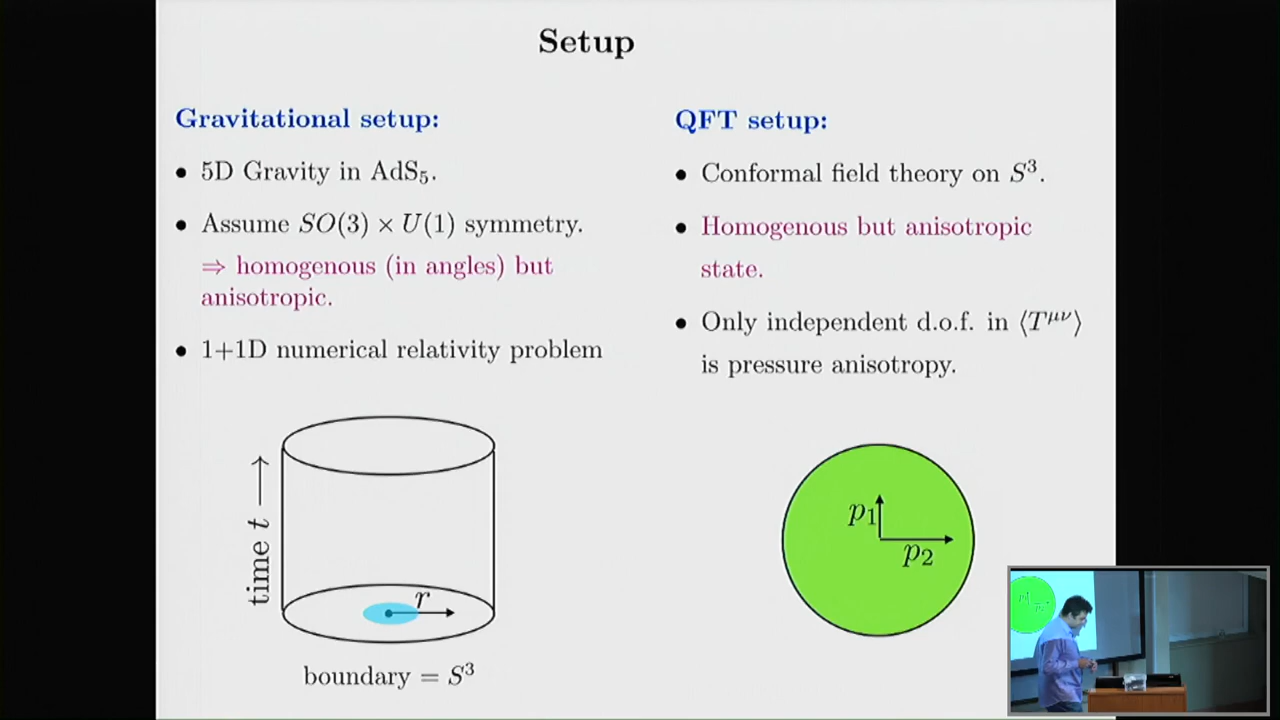 Setup
Gravitational setup:
• 5D Gravity in AdS₅.
• Assume SO(3) × U(1) symmetry.
⇒ homogenous (in angles) but
anisotropic.
• 1+1D numerical relativity problem
time t ⟶
r
boundary = S³
QFT setup:
• Conformal field theory on S³.
• Homogenous but anisotropic
state.
• Only independent d.o.f. in ⟨T^{μν}⟩
is pressure anisotropy.
p₁
p₂